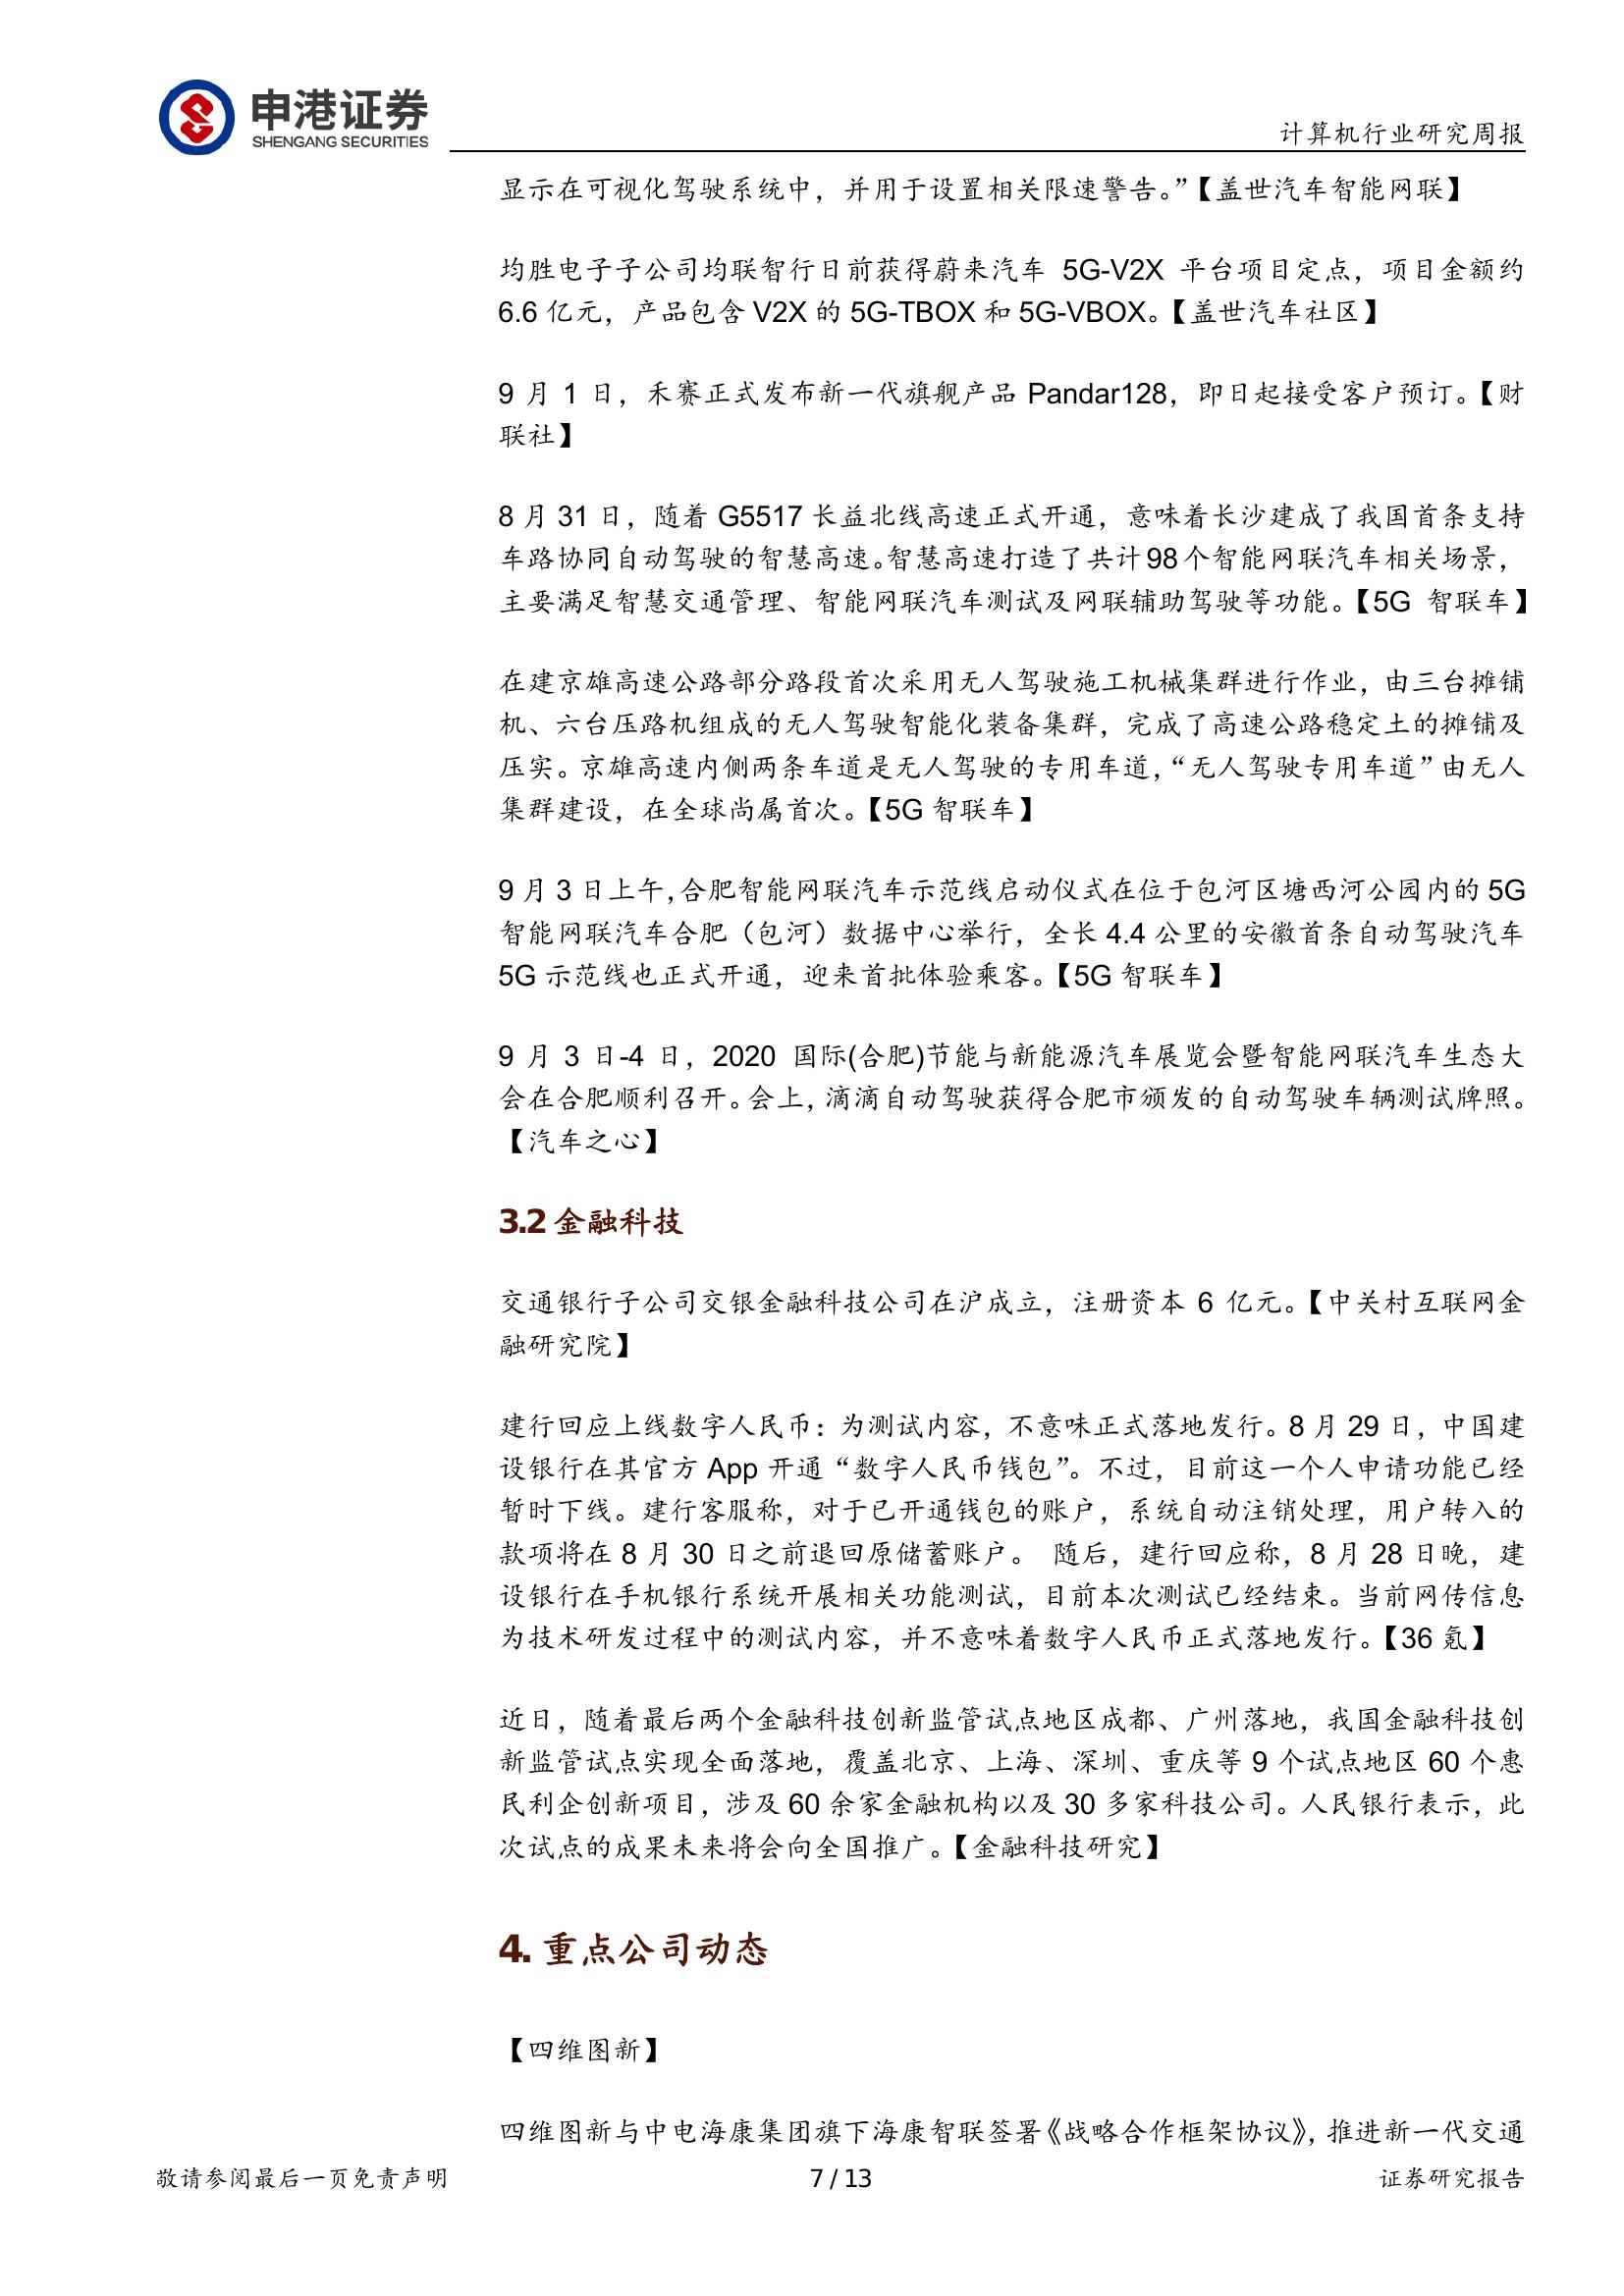 申港证券
SHENGANG SECURITIES
计算机行业研究周报
显示在可视化驾驶系统中，并用于设置相关限速警告。”【盖世汽车智能网联】
均胜电子子公司均联智行日前获得蔚来汽车 5G-V2X 平台项目定点，项目金额约
6.6 亿元，产品包含 V2X 的 5G-TBOX 和 5G-VBOX。【盖世汽车社区】
9 月 1 日，禾赛正式发布新一代旗舰产品 Pandar128，即日起接受客户预订。【财
联社】
8 月 31 日，随着 G5517 长益北线高速正式开通，意味着长沙建成了我国首条支持
车路协同自动驾驶的智慧高速。智慧高速打造了共计 98 个智能网联汽车相关场景，
主要满足智慧交通管理、智能网联汽车测试及网联辅助驾驶等功能。【5G 智联车】
在建京雄高速公路部分路段首次采用无人驾驶施工机械集群进行作业，由三台摊铺
机、六台压路机组成的无人驾驶智能化装备集群，完成了高速公路稳定土的摊铺及
压实。京雄高速内侧两条车道是无人驾驶的专用车道，“无人驾驶专用车道”由无人
集群建设，在全球尚属首次。【5G 智联车】
9 月 3 日上午，合肥智能网联汽车示范线启动仪式在位于包河区塘西河公园内的 5G
智能网联汽车合肥（包河）数据中心举行，全长 4.4 公里的安徽首条自动驾驶汽车
5G 示范线也正式开通，迎来首批体验乘客。【5G 智联车】
9 月 3 日-4 日，2020 国际(合肥)节能与新能源汽车展览会暨智能网联汽车生态大
会在合肥顺利召开。会上，滴滴自动驾驶获得合肥市颁发的自动驾驶车辆测试牌照。
【汽车之心】
3.2 金融科技
交通银行子公司交银金融科技公司在沪成立，注册资本 6 亿元。【中关村互联网金
融研究院】
建行回应上线数字人民币：为测试内容，不意味正式落地发行。8 月 29 日，中国建
设银行在其官方 App 开通“数字人民币钱包”。不过，目前这一个人申请功能已经
暂时下线。建行客服称，对于已开通钱包的账户，系统自动注销处理，用户转入的
款项将在 8 月 30 日之前退回原储蓄账户。 随后，建行回应称，8 月 28 日晚，建
设银行在手机银行系统开展相关功能测试，目前本次测试已经结束。当前网传信息
为技术研发过程中的测试内容，并不意味着数字人民币正式落地发行。【36 氪】
近日，随着最后两个金融科技创新监管试点地区成都、广州落地，我国金融科技创
新监管试点实现全面落地，覆盖北京、上海、深圳、重庆等 9 个试点地区 60 个惠
民利企创新项目，涉及 60 余家金融机构以及 30 多家科技公司。人民银行表示，此
次试点的成果未来将会向全国推广。【金融科技研究】
4. 重点公司动态
【四维图新】
四维图新与中电海康集团旗下海康智联签署《战略合作框架协议》，推进新一代交通
敬请参阅最后一页免责声明
7 / 13
证券研究报告